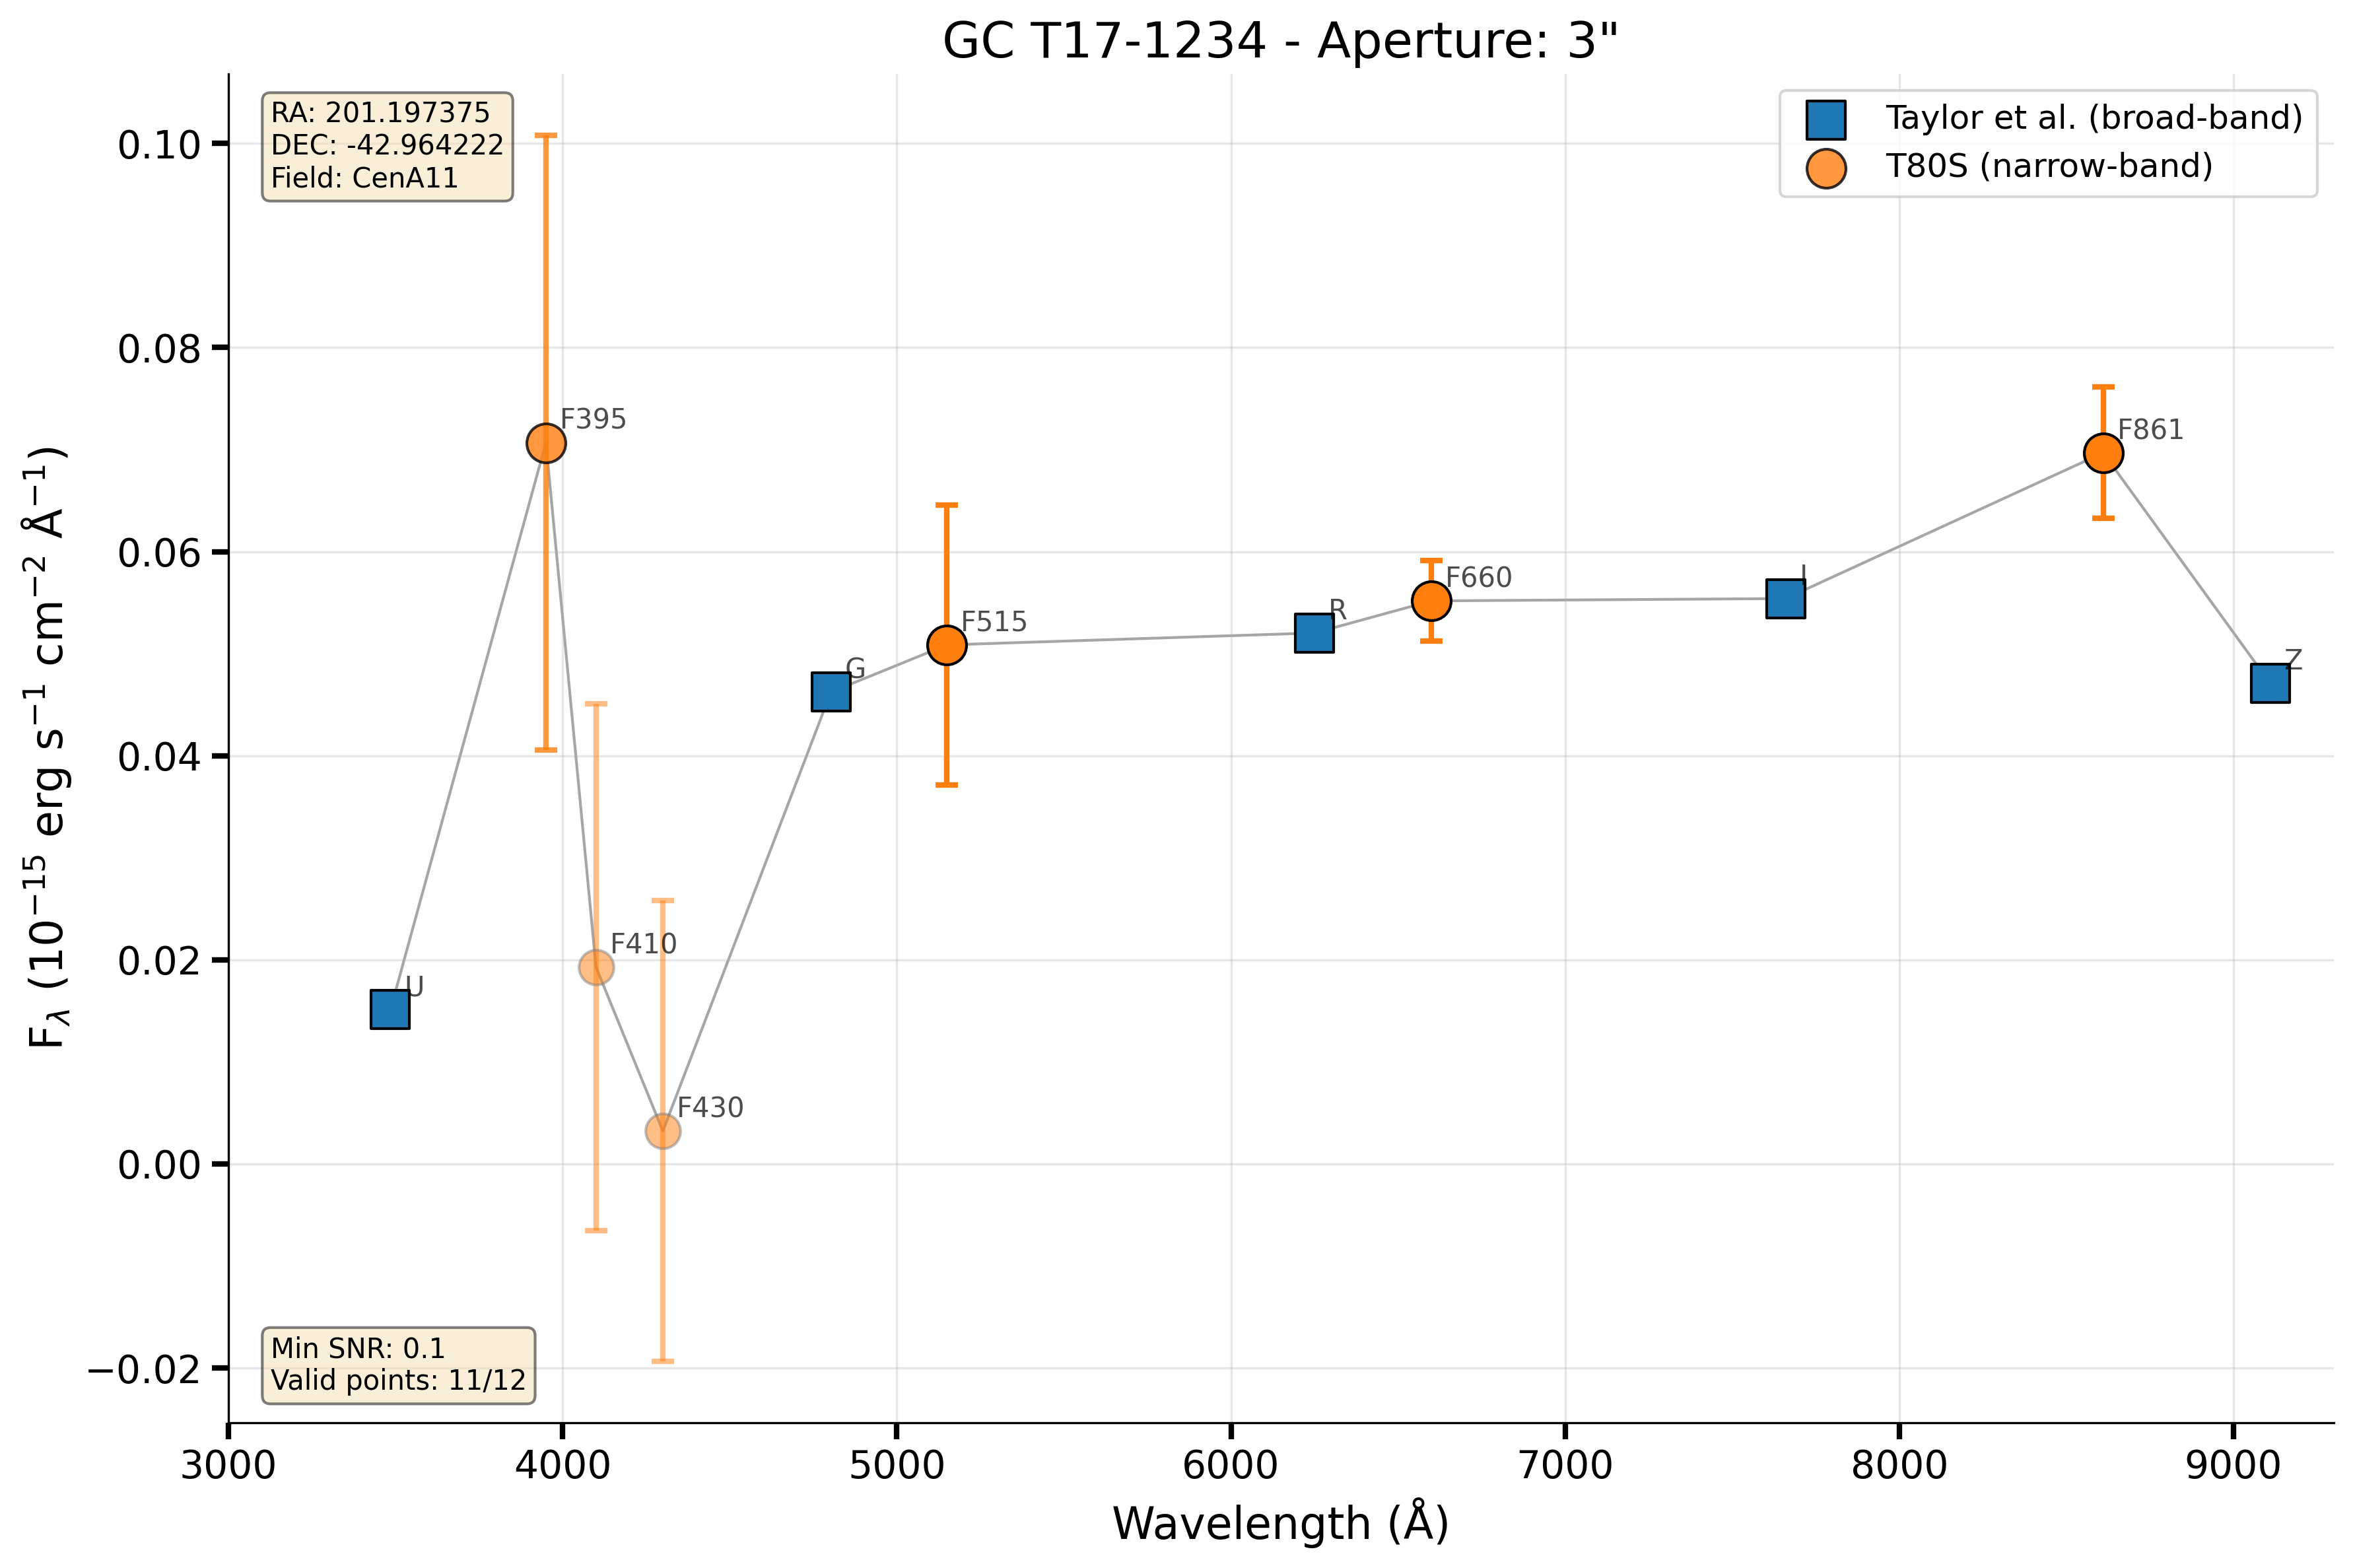 GC T17-1234 - Aperture: 3"
RA: 201.197375
DEC: -42.964222
Field: CenA11
Taylor et al. (broad-band)
T80S (narrow-band)
0.10
0.08
0.06
0.04
0.02
0.00
−0.02
F_λ (10⁻¹⁵ erg s⁻¹ cm⁻² Å⁻¹)
U
F395
F410
F430
G
F515
R
F660
I
F861
Z
Min SNR: 0.1
Valid points: 11/12
3000 4000 5000 6000 7000 8000 9000
Wavelength (Å)